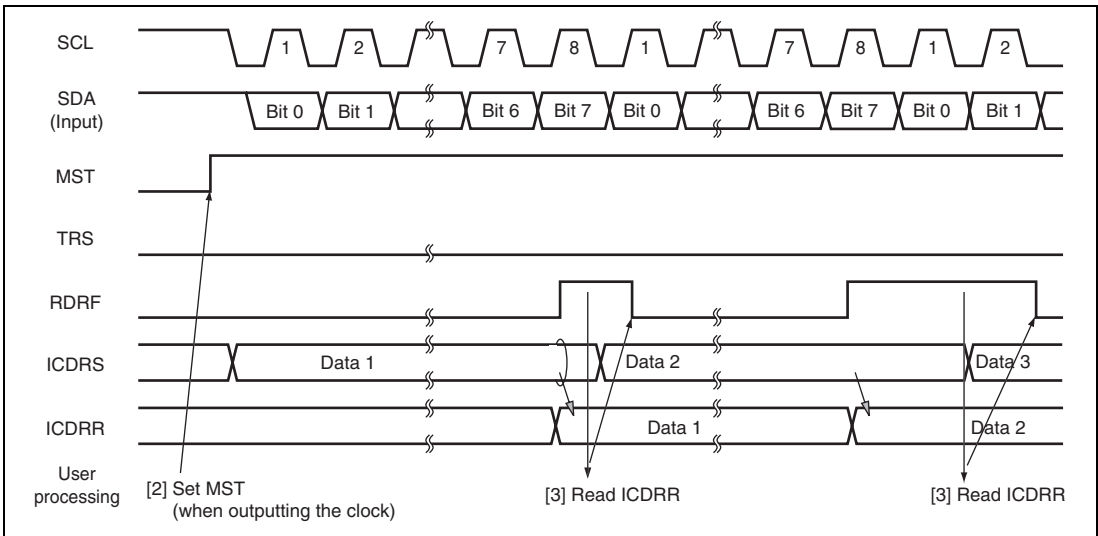 SCL 1 2 7 8 1 7 8 1 2
SDA
(Input)
Bit 0 Bit 1 Bit 6 Bit 7 Bit 0 Bit 6 Bit 7 Bit 0 Bit 1
MST
TRS
RDRF
ICDRS Data 1 Data 2 Data 3
ICDRR Data 1 Data 2
User
processing
[2] Set MST
(when outputting the clock)
[3] Read ICDRR
[3] Read ICDRR